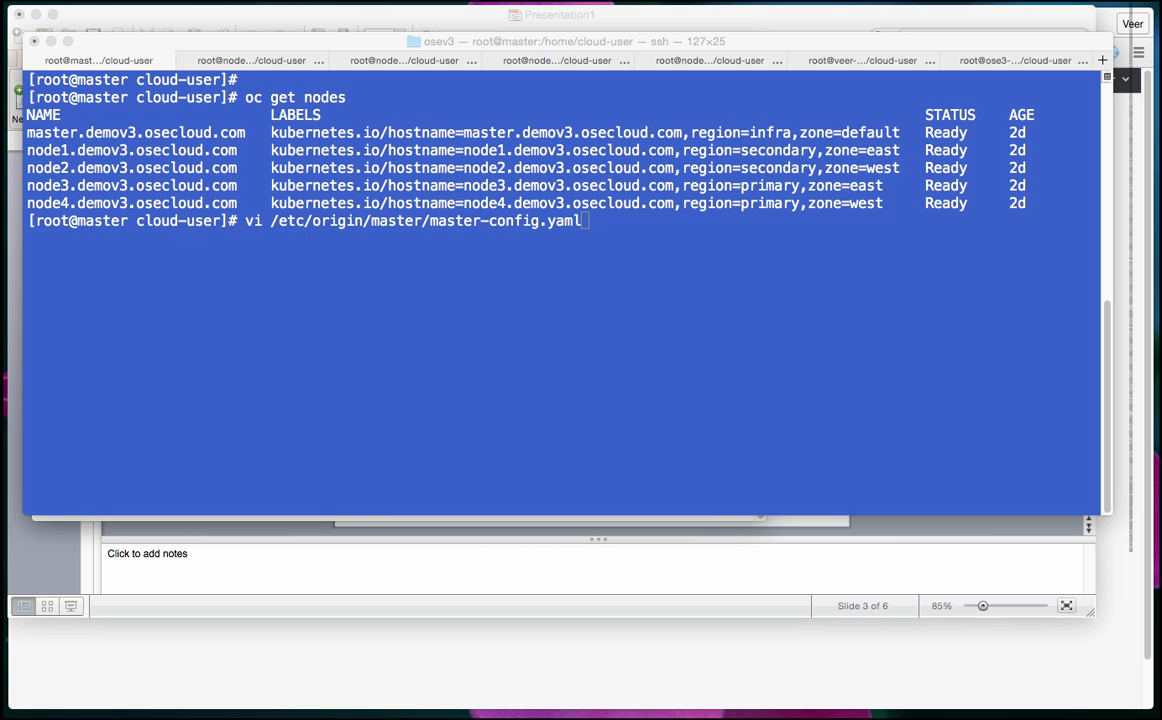 Presentation1
Veer
osev3 — root@master:/home/cloud-user — ssh — 127×25
root@mast…/cloud-user root@node…/cloud-user ... root@node…/cloud-user ... root@node…/cloud-user ... root@node…/cloud-user ... root@veer-…/cloud-user ... root@ose3-…/cloud-user ... +
[root@master cloud-user]#
[root@master cloud-user]# oc get nodes
NAME LABELS STATUS AGE
master.demov3.osecloud.com kubernetes.io/hostname=master.demov3.osecloud.com,region=infra,zone=default Ready 2d
node1.demov3.osecloud.com kubernetes.io/hostname=node1.demov3.osecloud.com,region=secondary,zone=east Ready 2d
node2.demov3.osecloud.com kubernetes.io/hostname=node2.demov3.osecloud.com,region=secondary,zone=west Ready 2d
node3.demov3.osecloud.com kubernetes.io/hostname=node3.demov3.osecloud.com,region=primary,zone=east Ready 2d
node4.demov3.osecloud.com kubernetes.io/hostname=node4.demov3.osecloud.com,region=primary,zone=west Ready 2d
[root@master cloud-user]# vi /etc/origin/master/master-config.yaml
Ne
Click to add notes
Slide 3 of 6 85%